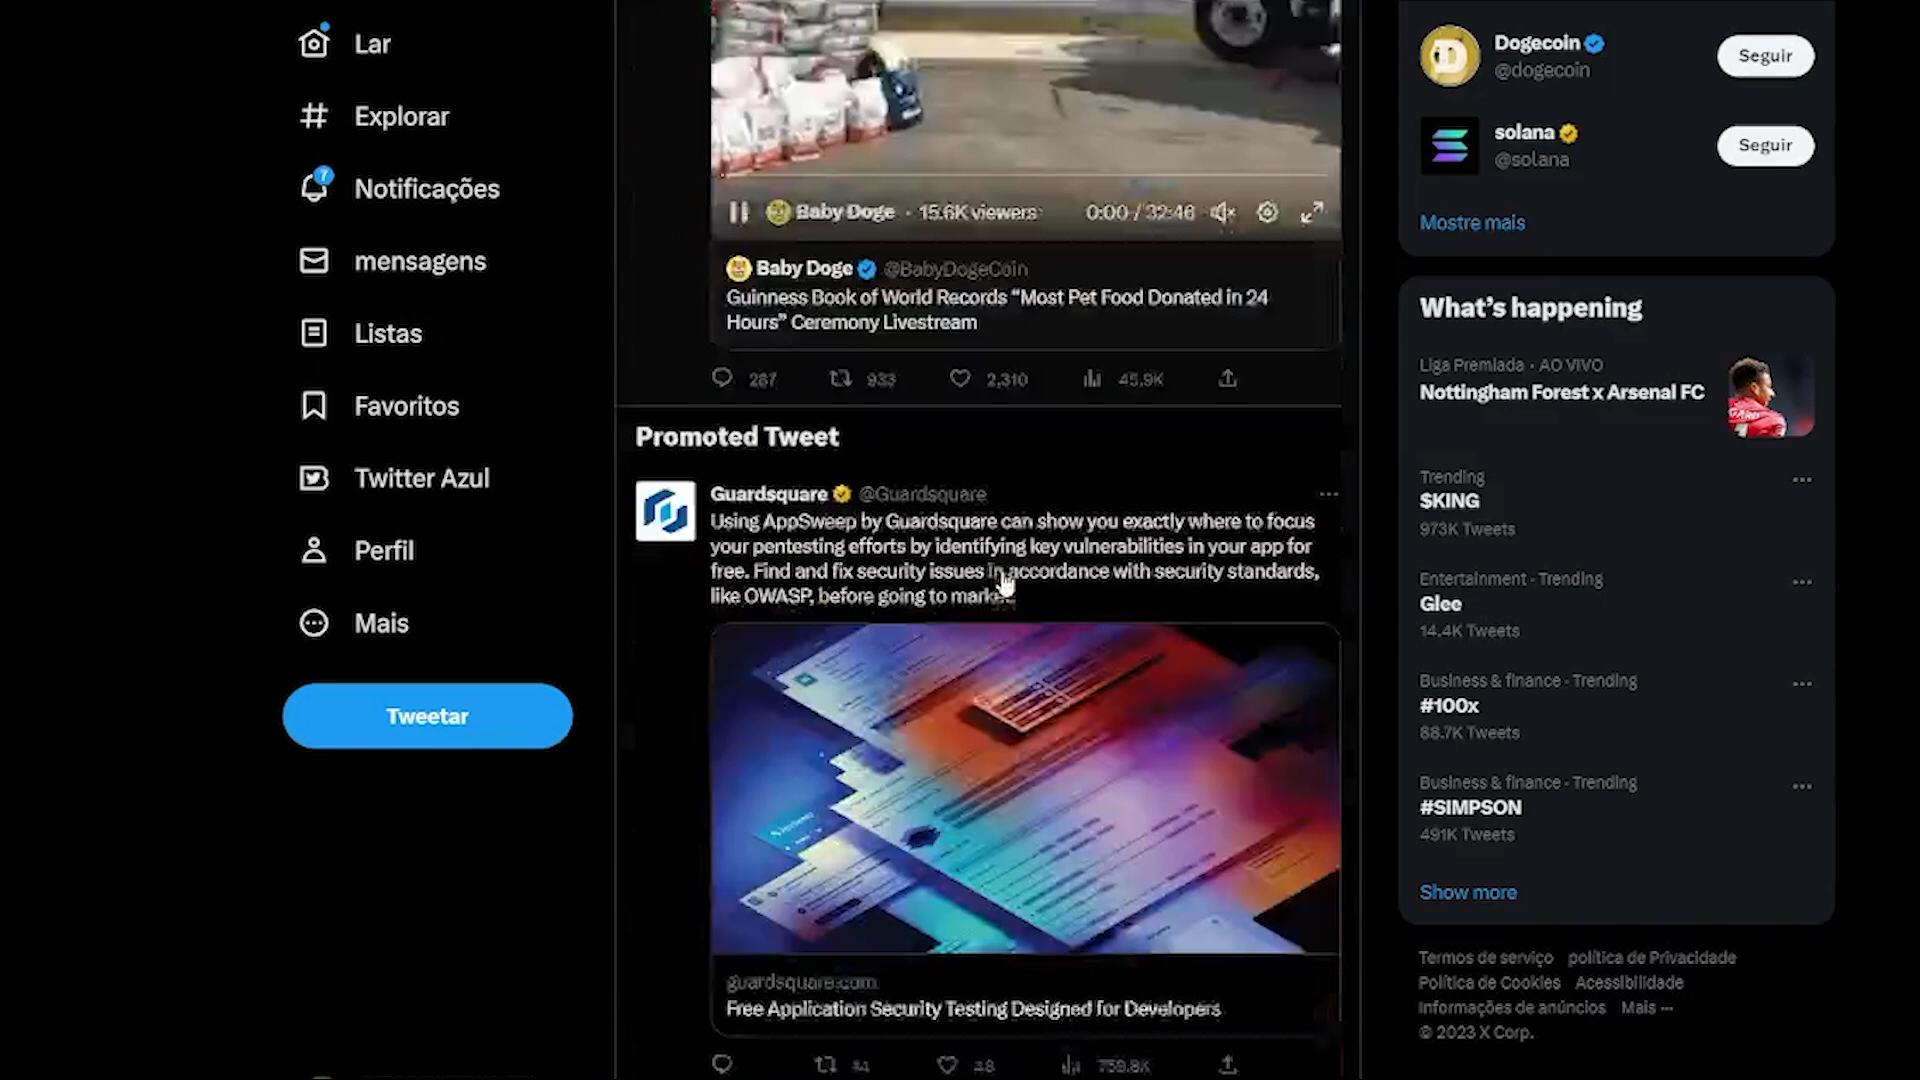 Lar
Explorar
7
Notificações
mensagens
Listas
Favoritos
Twitter Azul
Perfil
Mais
Tweetar
Baby Doge · 15.6K viewers
0:00 / 32:46
Baby Doge @BabyDogeCoin
Guinness Book of World Records “Most Pet Food Donated in 24
Hours” Ceremony Livestream
287 933 2,310 45.9K
Promoted Tweet
Guardsquare @Guardsquare
Using AppSweep by Guardsquare can show you exactly where to focus
your pentesting efforts by identifying key vulnerabilities in your app for
free. Find and fix security issues in accordance with security standards,
like OWASP, before going to
guardsquare.com
Free Application Security Testing Designed for Developers
759.8K
Dogecoin
@dogecoin
Seguir
solana
@solana
Seguir
Mostre mais
What’s happening
Liga Premiada · AO VIVO
Nottingham Forest x Arsenal FC
Trending
$KING
973K Tweets
Entertainment · Trending
Glee
14.4K Tweets
Business & finance · Trending
#100x
88.7K Tweets
Business & finance · Trending
#SIMPSON
491K Tweets
Show more
Termos de serviço política de Privacidade
Política de Cookies Acessibilidade
Informações de anúncios Mais ···
© 2023 X Corp.